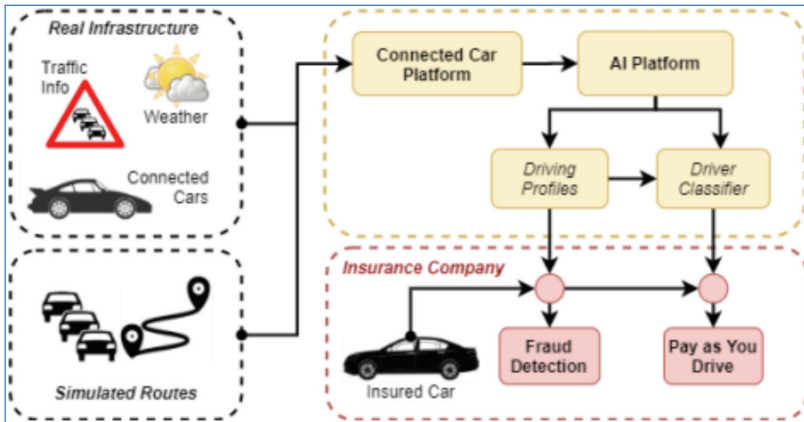 Real Infrastructure
Traffic
Info
Weather
Connected
Cars
Simulated Routes
Connected Car
Platform
AI Platform
Driving
Profiles
Driver
Classifier
Insurance Company
Insured Car
Fraud
Detection
Pay as You
Drive